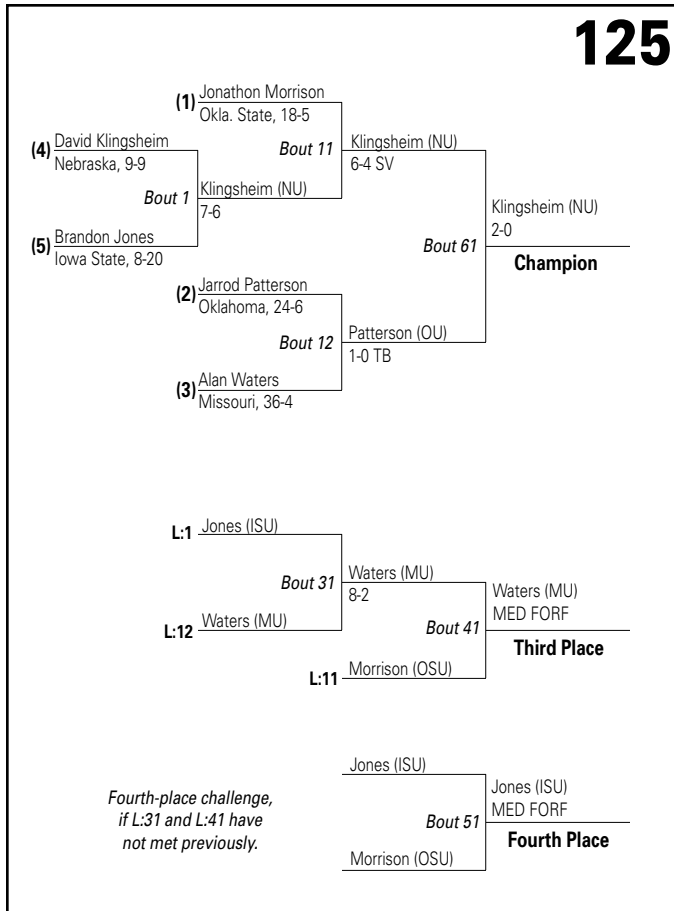 125
(1) Jonathon Morrison
Okla. State, 18-5
(4) David Klingsheim
Nebraska, 9-9
Bout 11
Klingsheim (NU)
6-4 SV
Bout 1
Klingsheim (NU)
7-6
(5) Brandon Jones
Iowa State, 8-20
Bout 61
Klingsheim (NU)
2-0
Champion
(2) Jarrod Patterson
Oklahoma, 24-6
Bout 12
Patterson (OU)
1-0 TB
(3) Alan Waters
Missouri, 36-4
L:1 Jones (ISU)
Bout 31
Waters (MU)
8-2
L:12 Waters (MU)
Bout 41
Waters (MU)
MED FORF
Third Place
L:11 Morrison (OSU)
Jones (ISU)
Fourth-place challenge,
if L:31 and L:41 have
not met previously.
Bout 51
Jones (ISU)
MED FORF
Fourth Place
Morrison (OSU)